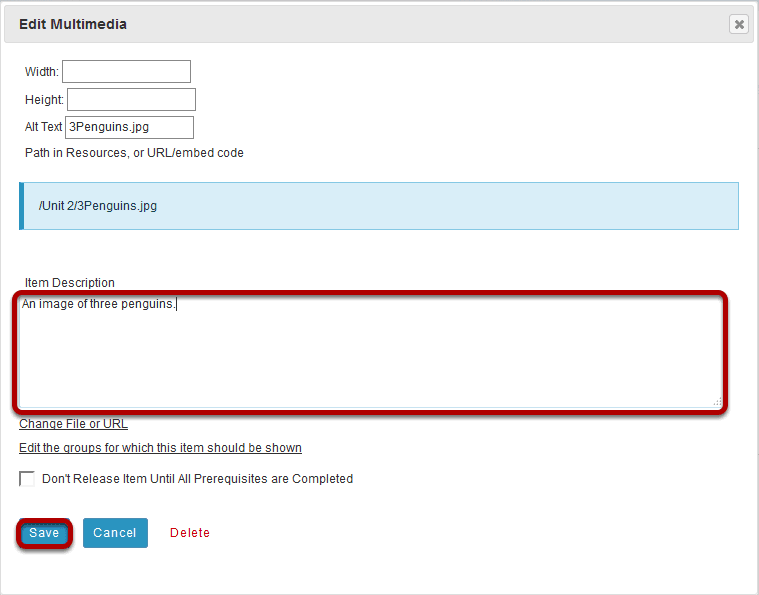 Edit Multimedia
Width:
Height:
Alt Text 3Penguins.jpg
Path in Resources, or URL/embed code
/Unit 2/3Penguins.jpg
Item Description
An image of three penguins.
Change File or URL
Edit the groups for which this item should be shown
Don't Release Item Until All Prerequisites are Completed
Save Cancel Delete